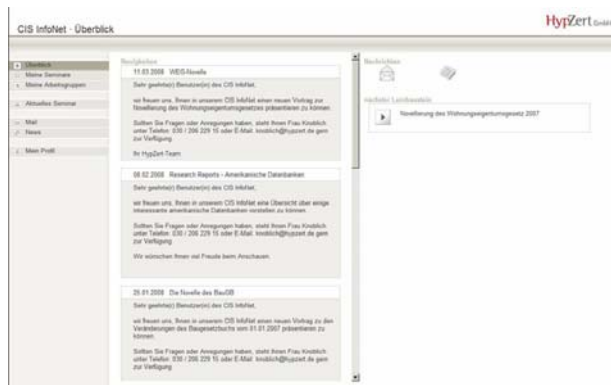 CIS InfoNet - Überblick
HypZert GmbH
Überblick
Meine Seminare
Meine Arbeitsgruppen
Aktuelles Seminar
Mail
News
Mein Profil
Neuigkeiten
11.03.2008 WEG-Novelle
Sehr geehrte(r) Benutzer(in) des CIS InfoNet,
wir freuen uns, Ihnen in unserem CIS InfoNet einen neuen Vortrag zur
Novellierung des Wohnungseigentumsgesetzes präsentieren zu können.
Sollten Sie Fragen oder Anregungen haben, steht Ihnen Frau Knoblich
unter Telefon: 030 / 206 229 15 oder E-Mail: knoblich@hypzert.de gern
zur Verfügung
Ihr HypZert-Team
08.02.2008 Research Reports - Amerikanische Datenbanken
Sehr geehrte(r) Benutzer(in) des CIS InfoNet,
wir freuen uns, Ihnen in unserem CIS InfoNet eine Übersicht über einige
interessante amerikanische Datenbanken vorstellen zu können.
Sollten Sie Fragen oder Anregungen haben, steht Ihnen Frau Knoblich
unter Telefon: 030 / 206 229 15 oder E-Mail: knoblich@hypzert.de gern
zur Verfügung
Wir wünschen Ihnen viel Freude beim Anschauen.
25.01.2008 Die Novelle des BauGB
Sehr geehrte(r) Benutzer(in) des CIS InfoNet,
wir freuen uns, Ihnen in unserem CIS InfoNet einen neuen Vortrag zu den
Veränderungen des Baugesetzbuchs vom 01.01.2007 präsentieren zu
können.
Sollten Sie Fragen oder Anregungen haben, steht Ihnen Frau Knoblich
unter Telefon: 030 / 206 229 15 oder E-Mail: knoblich@hypzert.de gern
zur Verfügung
Nachrichten
nächster Lernbaustein
Novellierung des Wohnungseigentumsgesetz 2007